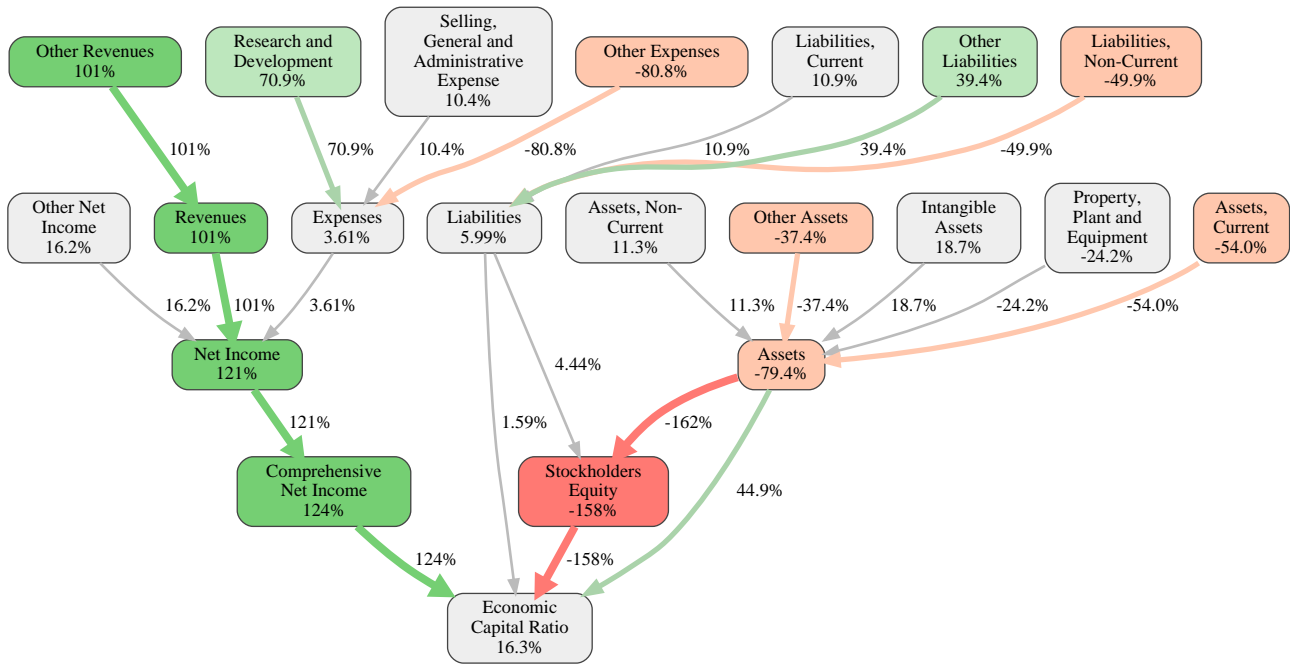 Other Revenues
101%
Research and
Development
70.9%
Selling,
General and
Administrative
Expense
10.4%
Other Expenses
-80.8%
Liabilities,
Current
10.9%
Other
Liabilities
39.4%
Liabilities,
Non-Current
-49.9%
101%
70.9%
10.4%
-80.8%
10.9%
39.4%
-49.9%
Other Net
Income
16.2%
Revenues
101%
Expenses
3.61%
Liabilities
5.99%
Assets, Non-
Current
11.3%
Other Assets
-37.4%
Intangible
Assets
18.7%
Property,
Plant and
Equipment
-24.2%
Assets,
Current
-54.0%
16.2%
101%
3.61%
11.3%
-37.4%
18.7%
-24.2%
-54.0%
Net Income
121%
4.44%
Assets
-79.4%
121%
1.59%
-162%
Comprehensive
Net Income
124%
Stockholders
Equity
-158%
44.9%
124%
-158%
Economic
Capital Ratio
16.3%